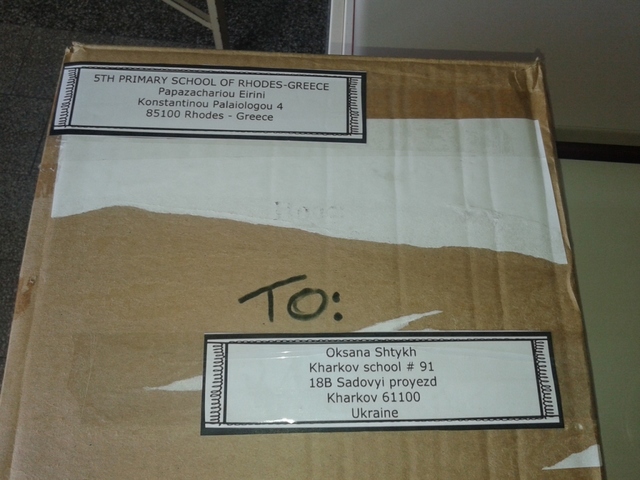 5TH PRIMARY SCHOOL OF RHODES-GREECE
Papazachariou Eirini
Konstantinou Palaiologou 4
85100 Rhodes - Greece
TO:
Oksana Shtykh
Kharkov school # 91
18B Sadovyi proyezd
Kharkov 61100
Ukraine